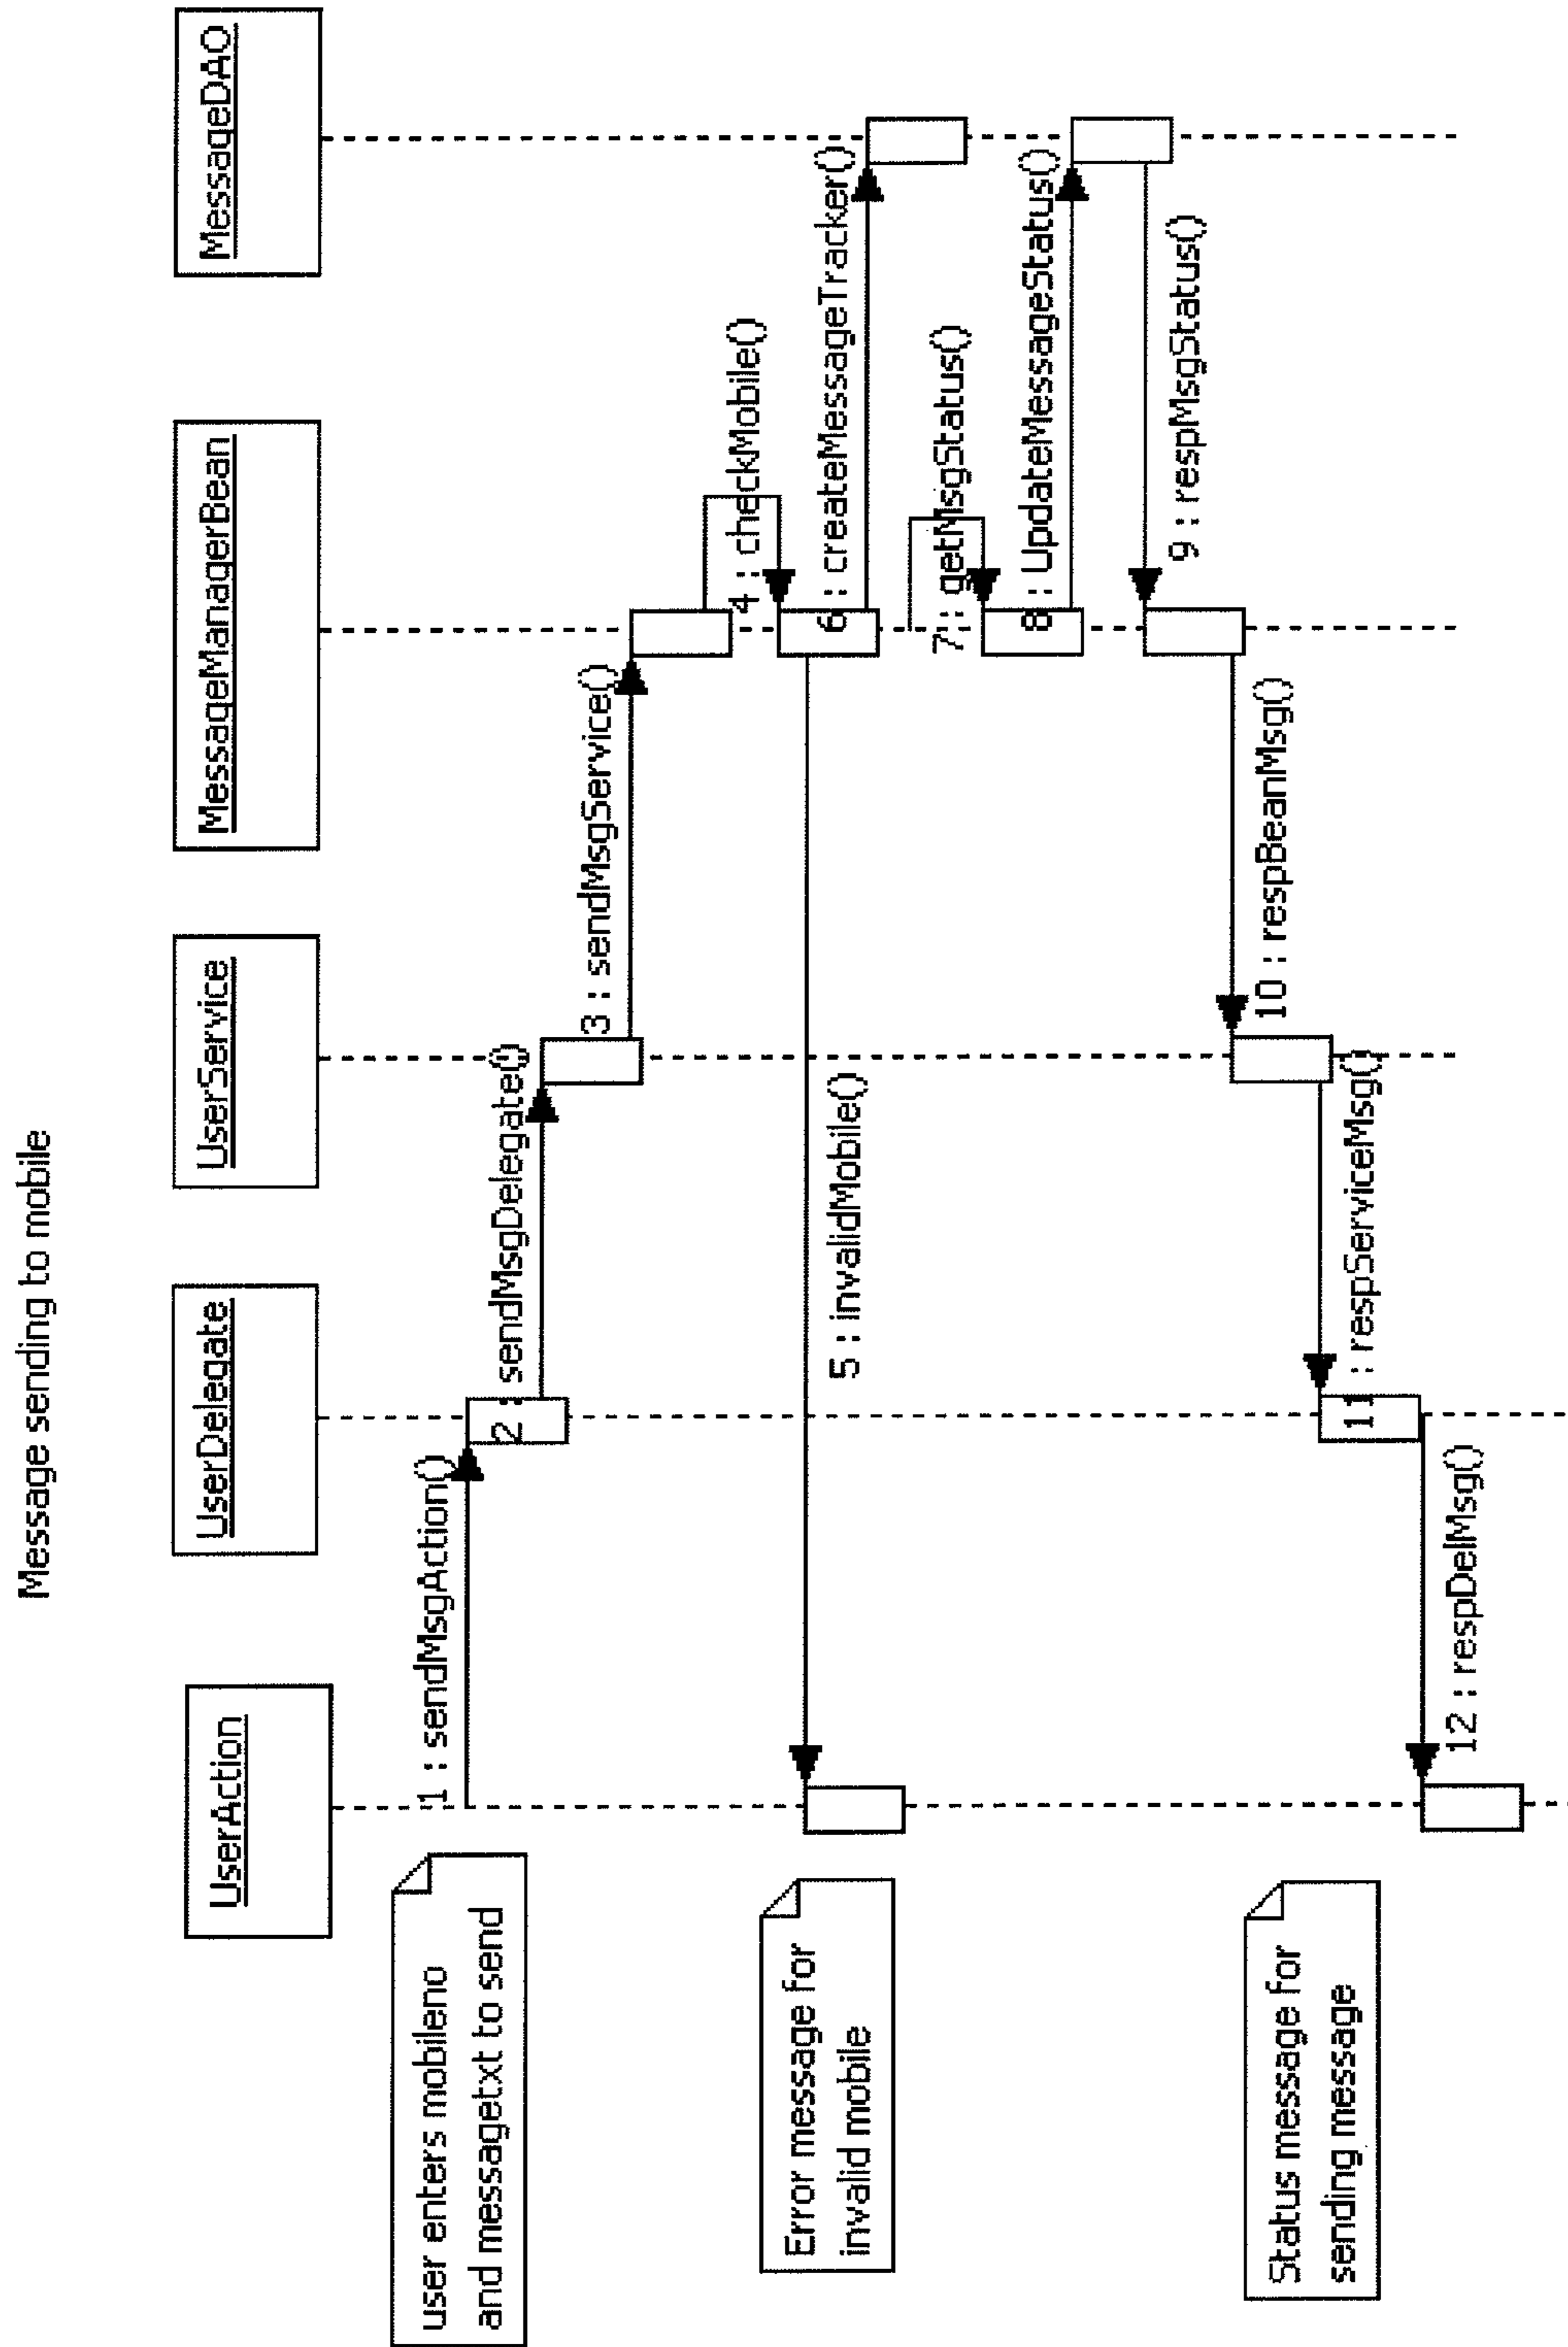 Message sending to mobile
UserAction
UserDelegate
UserService
MessageManagerBean
MessageDAO
user enters mobileno
and messagetxt to send
1 : sendMsgAction()
2 : sendMsgDelegate()
3 : sendMsgService()
4 : checkMobile()
Error message for
invalid mobile
5 : invalidMobile()
6 : createMessageTracker()
7 : getMsgStatus()
8 : UpdateMessageStatus()
9 : respMsgStatus()
Status message for
sending message
10 : respBeanMsg()
11 : respServiceMsg()
12 : respDelMsg()